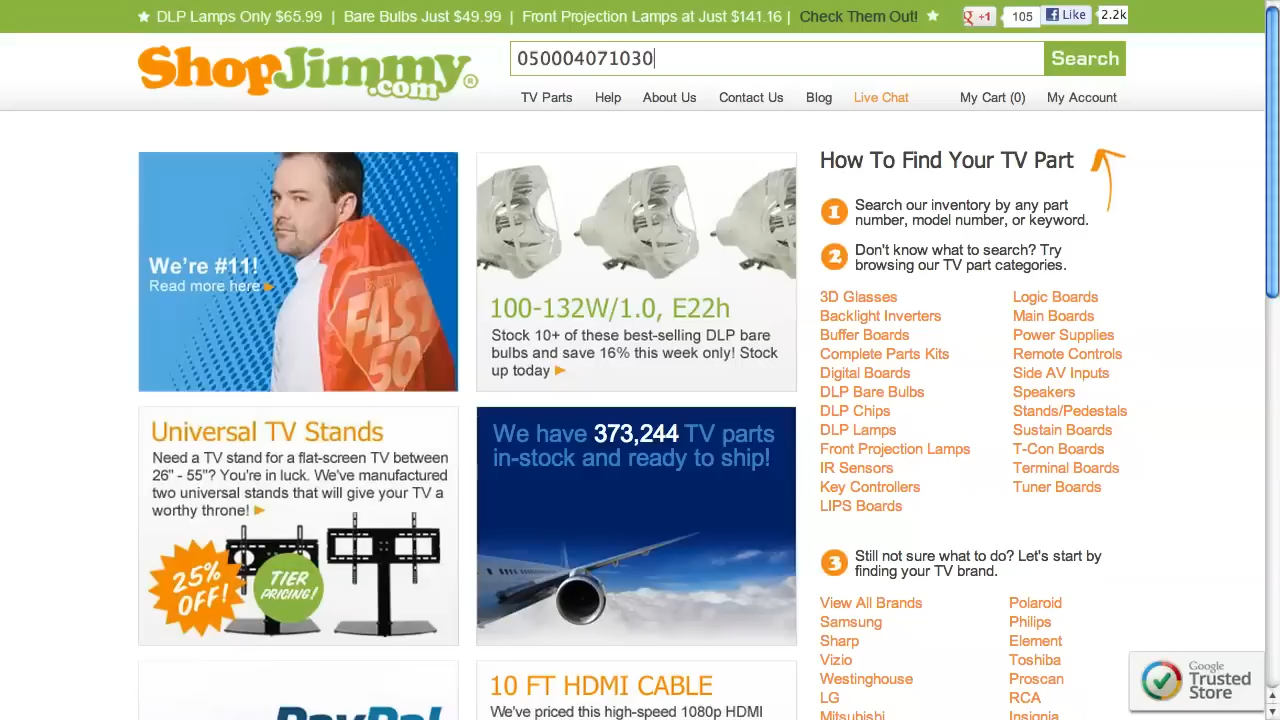 ★ DLP Lamps Only $65.99 | Bare Bulbs Just $49.99 | Front Projection Lamps at Just $141.16 | Check Them Out! ★
g +1 105 Like 2.2k
ShopJimmy.com®
050004071030
Search
TV Parts Help About Us Contact Us Blog Live Chat My Cart (0) My Account
We're #11!
Read more here
FAST
50
100-132W/1.0, E22h
Stock 10+ of these best-selling DLP bare
bulbs and save 16% this week only! Stock
up today
How To Find Your TV Part
1 Search our inventory by any part
number, model number, or keyword.
2 Don't know what to search? Try
browsing our TV part categories.
3D Glasses
Backlight Inverters
Buffer Boards
Complete Parts Kits
Digital Boards
DLP Bare Bulbs
DLP Chips
DLP Lamps
Front Projection Lamps
IR Sensors
Key Controllers
LIPS Boards
Logic Boards
Main Boards
Power Supplies
Remote Controls
Side AV Inputs
Speakers
Stands/Pedestals
Sustain Boards
T-Con Boards
Terminal Boards
Tuner Boards
Universal TV Stands
Need a TV stand for a flat-screen TV between
26" - 55"? You're in luck. We've manufactured
two universal stands that will give your TV a
worthy throne!
25%
OFF!
TIER
PRICING!
We have 373,244 TV parts
in-stock and ready to ship!
3 Still not sure what to do? Let's start by
finding your TV brand.
View All Brands
Samsung
Sharp
Vizio
Westinghouse
LG
Mitsubishi
Polaroid
Philips
Element
Toshiba
Proscan
RCA
Insignia
PayPal
10 FT HDMI CABLE
We've priced this high-speed 1080p HDMI
Google
Trusted
Store